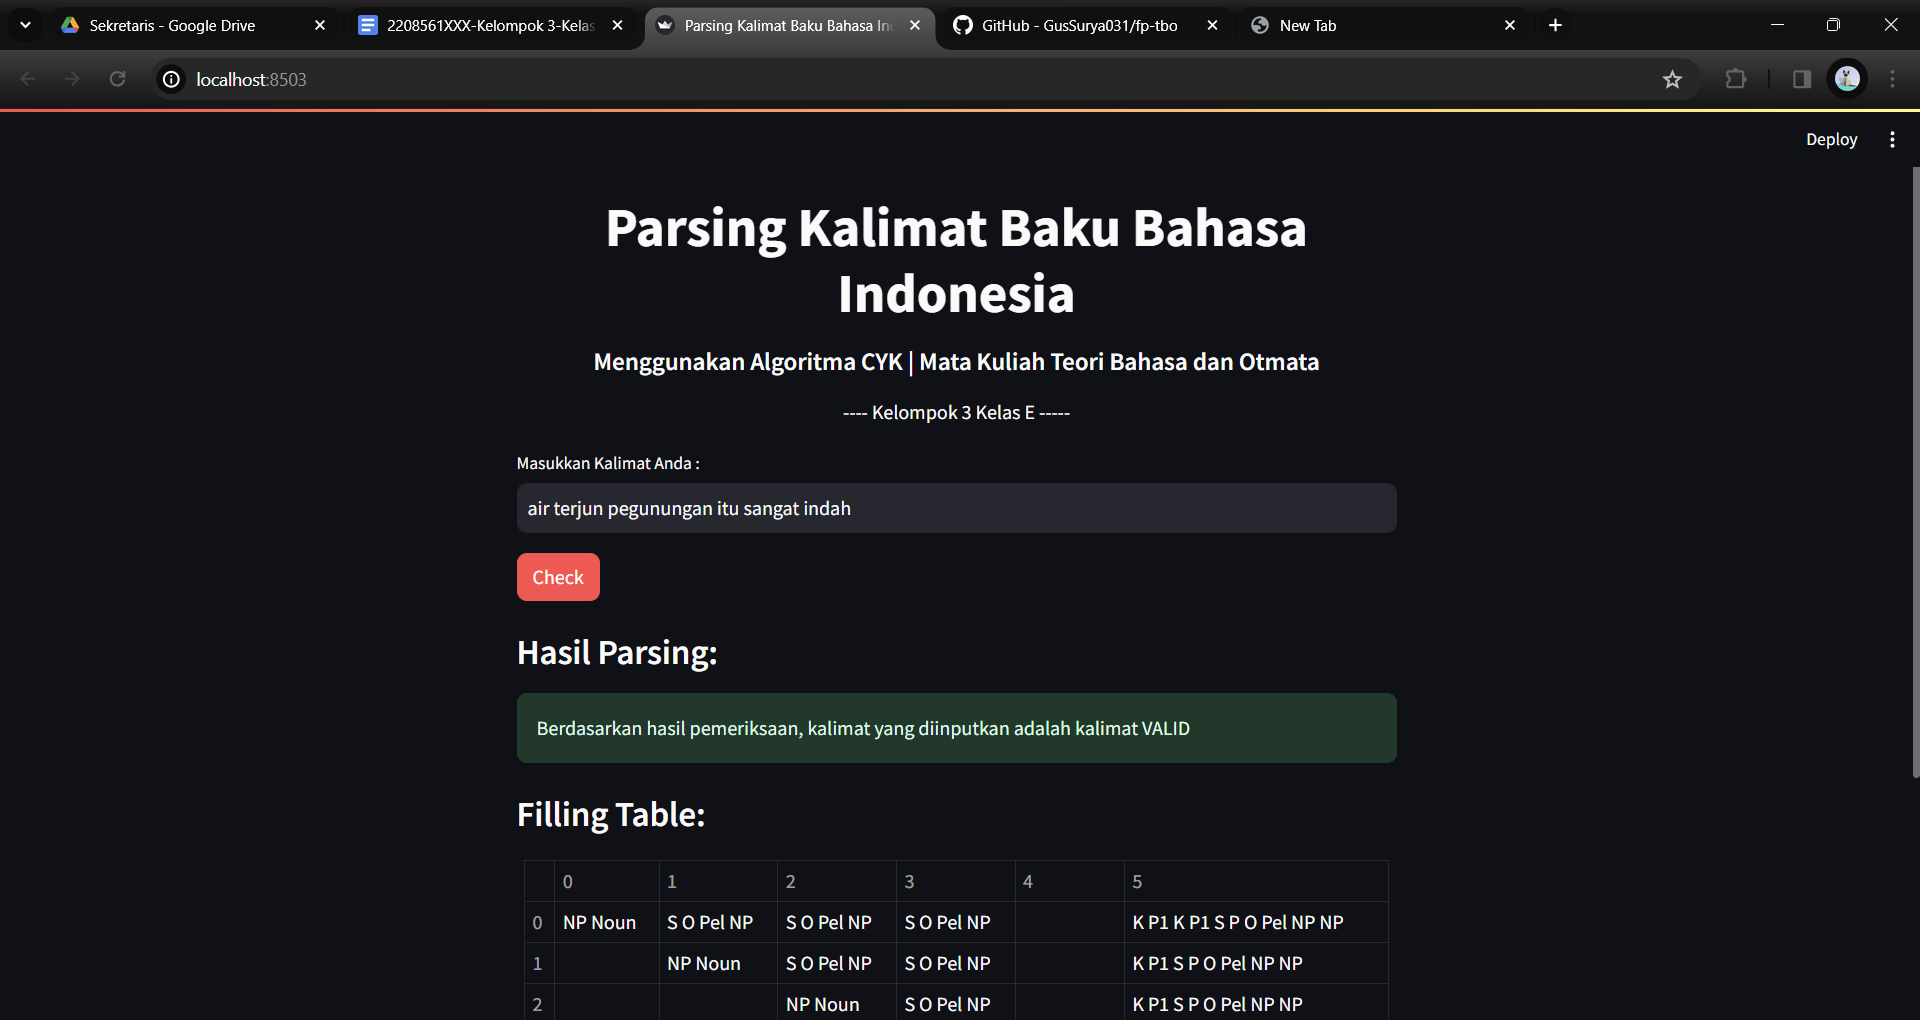 Sekretaris - Google Drive
2208561XXX-Kelompok 3-Kelas
Parsing Kalimat Baku Bahasa In
GitHub - GusSurya031/fp-tbo
New Tab
localhost:8503
Deploy
Parsing Kalimat Baku Bahasa
Indonesia
Menggunakan Algoritma CYK | Mata Kuliah Teori Bahasa dan Otmata
---- Kelompok 3 Kelas E -----
Masukkan Kalimat Anda :
air terjun pegunungan itu sangat indah
Check
Hasil Parsing:
Berdasarkan hasil pemeriksaan, kalimat yang diinputkan adalah kalimat VALID
Filling Table:
0 1 2 3 4 5
0 NP Noun S O Pel NP S O Pel NP S O Pel NP K P1 K P1 S P O Pel NP NP
1 NP Noun S O Pel NP S O Pel NP K P1 S P O Pel NP NP
2 NP Noun S O Pel NP K P1 S P O Pel NP NP